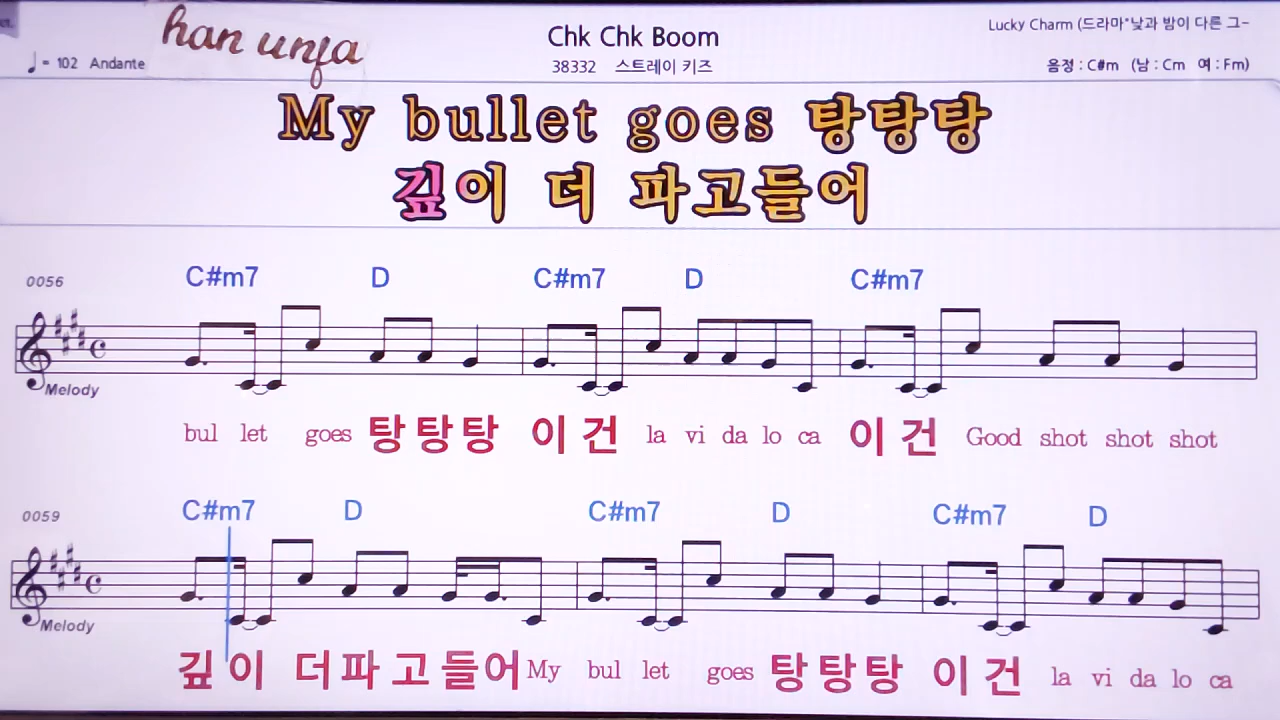 han unfa
Chk Chk Boom
38332 스트레이 키즈
Lucky Charm (드라마"낮과 밤이 다른 그~
♩= 102 Andante
음정 : C#m (남 : Cm 여 : Fm)
My bullet goes 탕탕탕
깊이 더 파고들어
0056 C#m7 D C#m7 D C#m7
Melody
bul let goes 탕 탕 탕 이 건 la vi da lo ca 이 건 Good shot shot shot
0059 C#m7 D C#m7 D C#m7 D
Melody
깊 이 더 파 고 들 어 My bul let goes 탕 탕 탕 이 건 la vi da lo ca